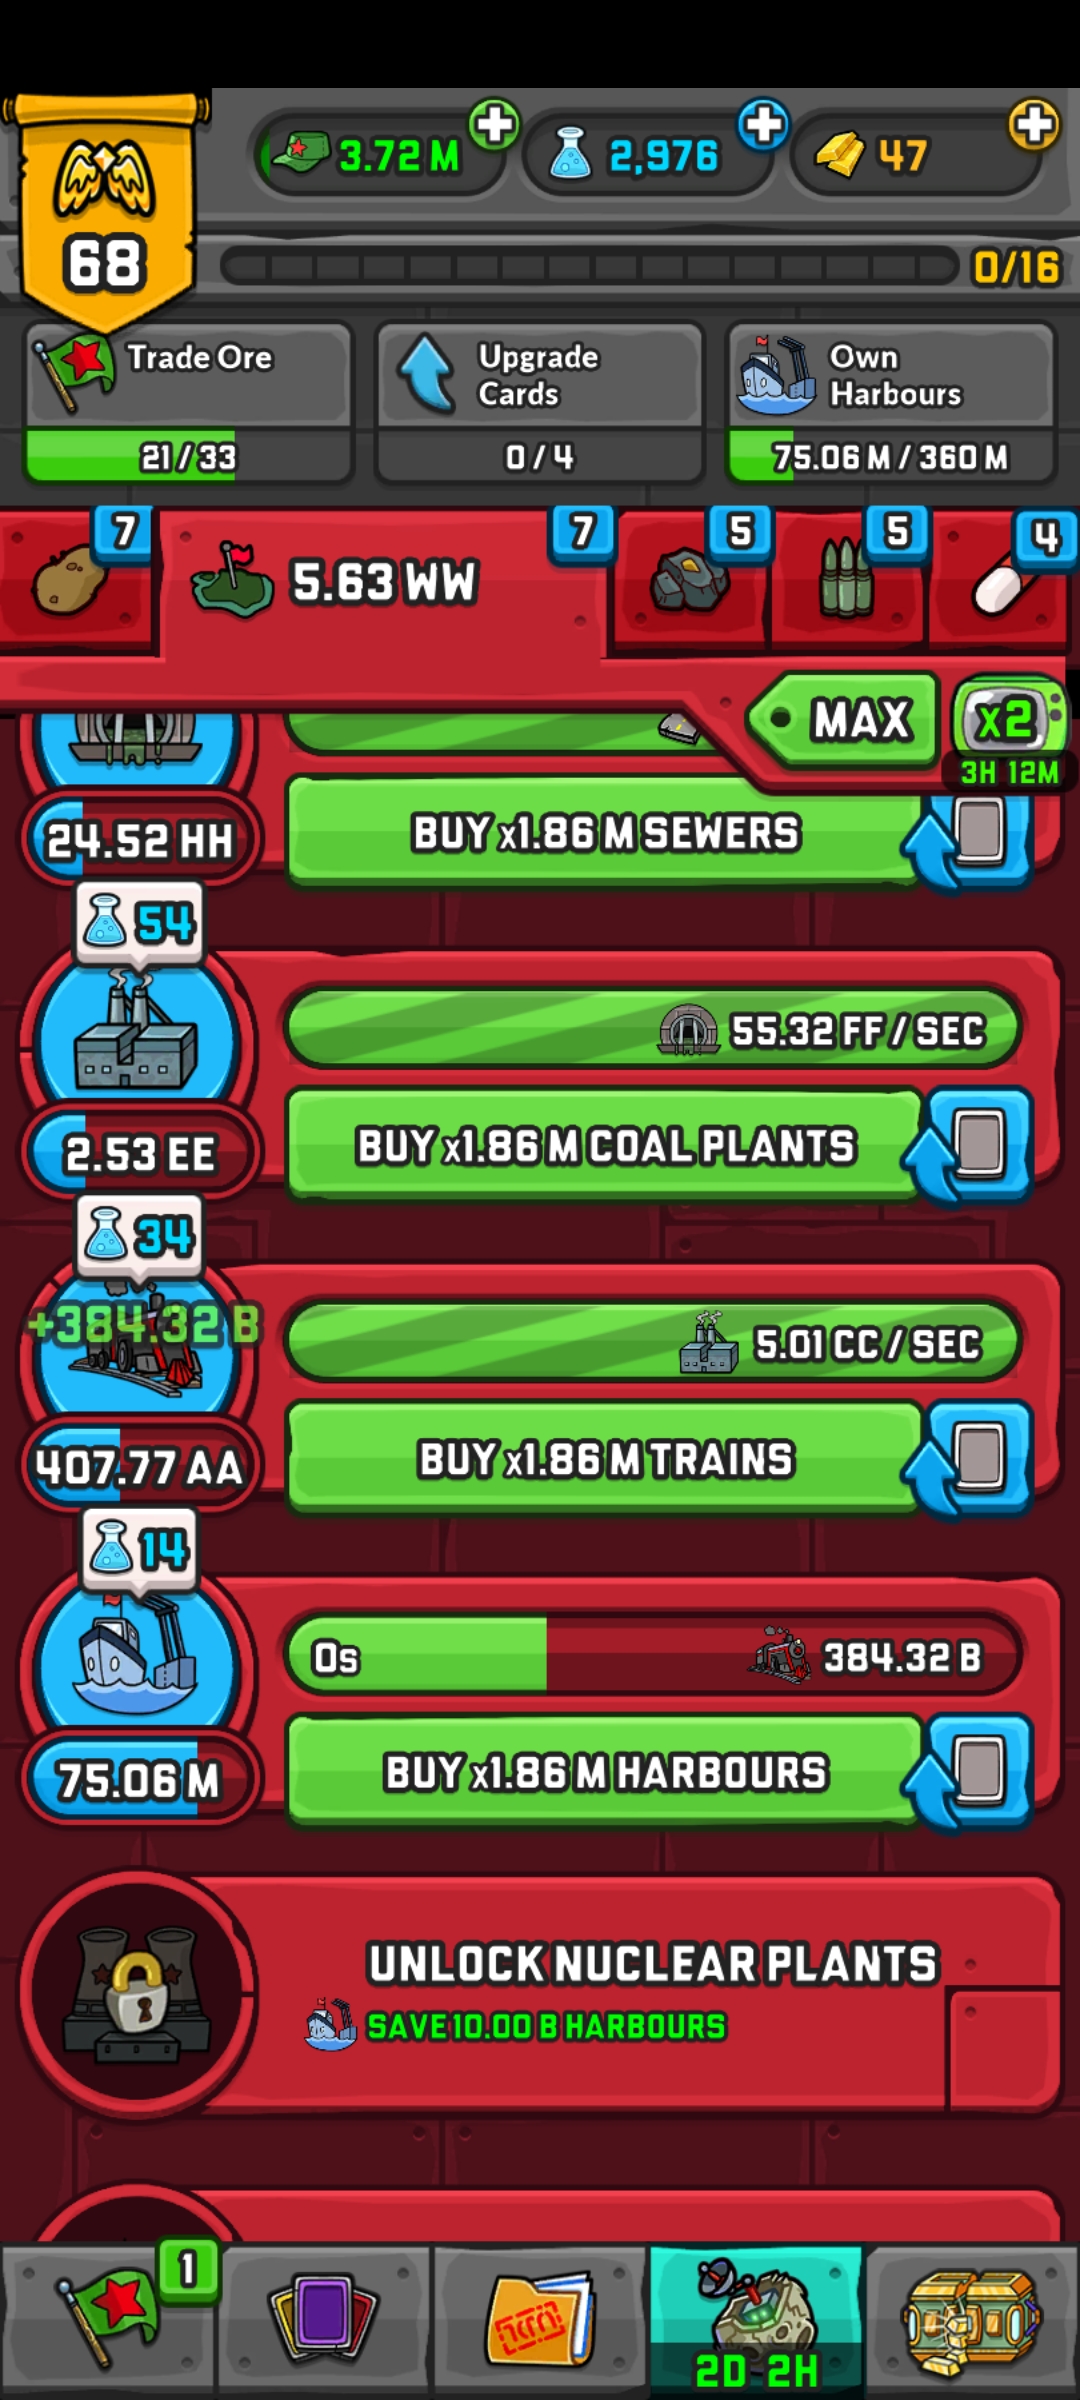 3.72 M
2,976
47
68
0/16
Trade Ore
Upgrade
Cards
Own
Harbours
21 / 33
0 / 4
75.06 M / 360 M
7
5.63 WW
7
5
5
4
MAX
x2
3H 12M
24.52 HH
BUY x1.86 M SEWERS
54
55.32 FF / SEC
2.53 EE
BUY x1.86 M COAL PLANTS
34
+384.32 B
5.01 CC / SEC
407.77 AA
BUY x1.86 M TRAINS
14
0s
384.32 B
75.06 M
BUY x1.86 M HARBOURS
UNLOCK NUCLEAR PLANTS
SAVE 10.00 B HARBOURS
1
2D 2H